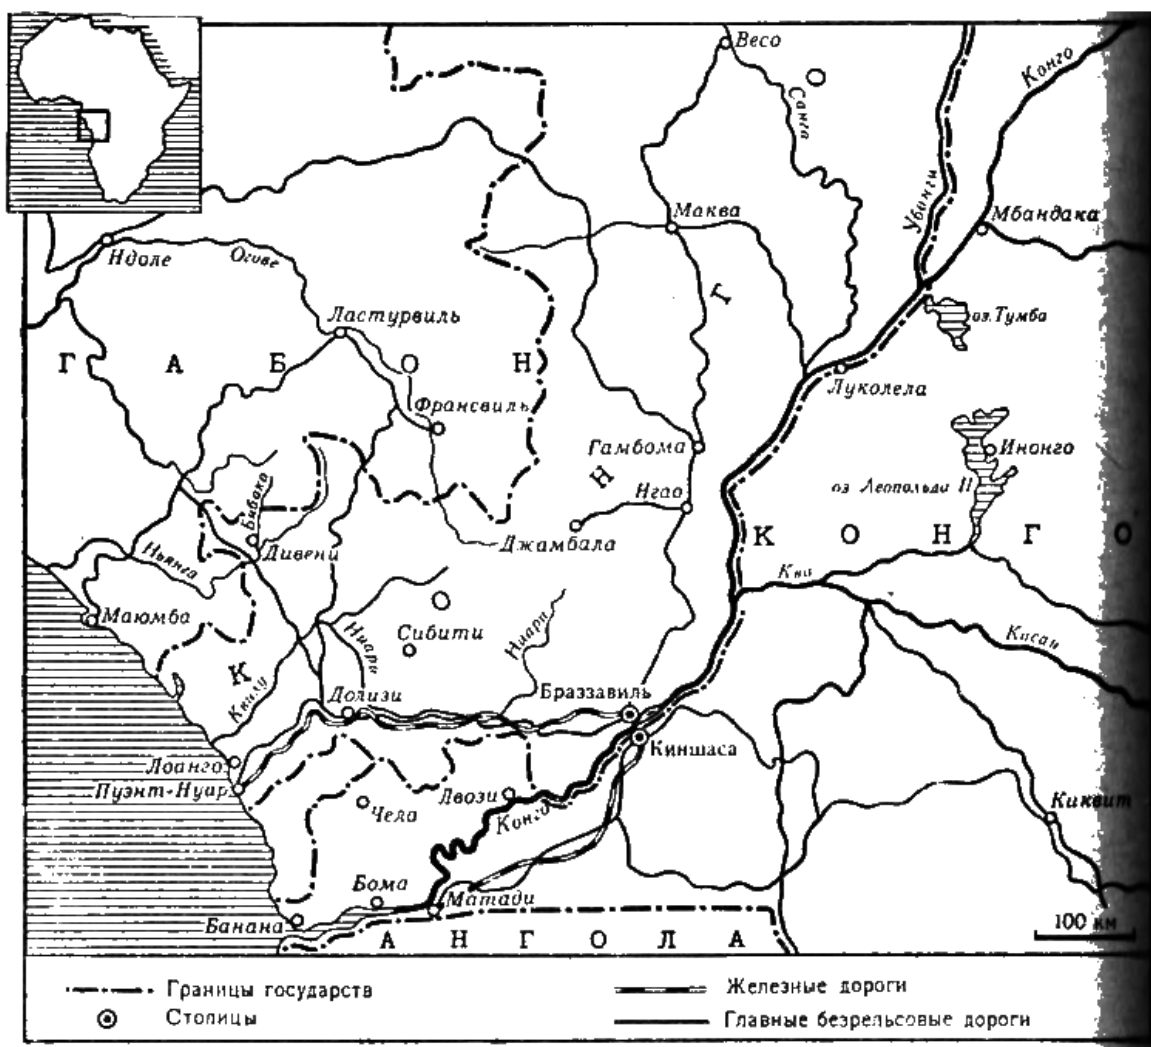 Весо
Конго
Санга
Убанги
Маква
Мбандака
Ндоле
Огове
Ластурвиль
оз. Тумба
Г А Б О Н
Г
Луколела
Франсвиль
Гамбома
Инонго
Н
Нгао
оз Леопольда II
Бибака
Джамбала
К О Н Г О
Дивени
Ньянга
Ква
Маюмба
Сибити
Ниари
Ниари
Касаи
К
Квилу
Долизи
Браззавиль
Киншаса
Лоанго
Пуэнт-Нуар
Лвози
Чела
Конго
Киквит
Бома
Матади
Банана
100 км
А Н Г О Л А
Границы государств
Железные дороги
Столицы
Главные безрельсовые дороги